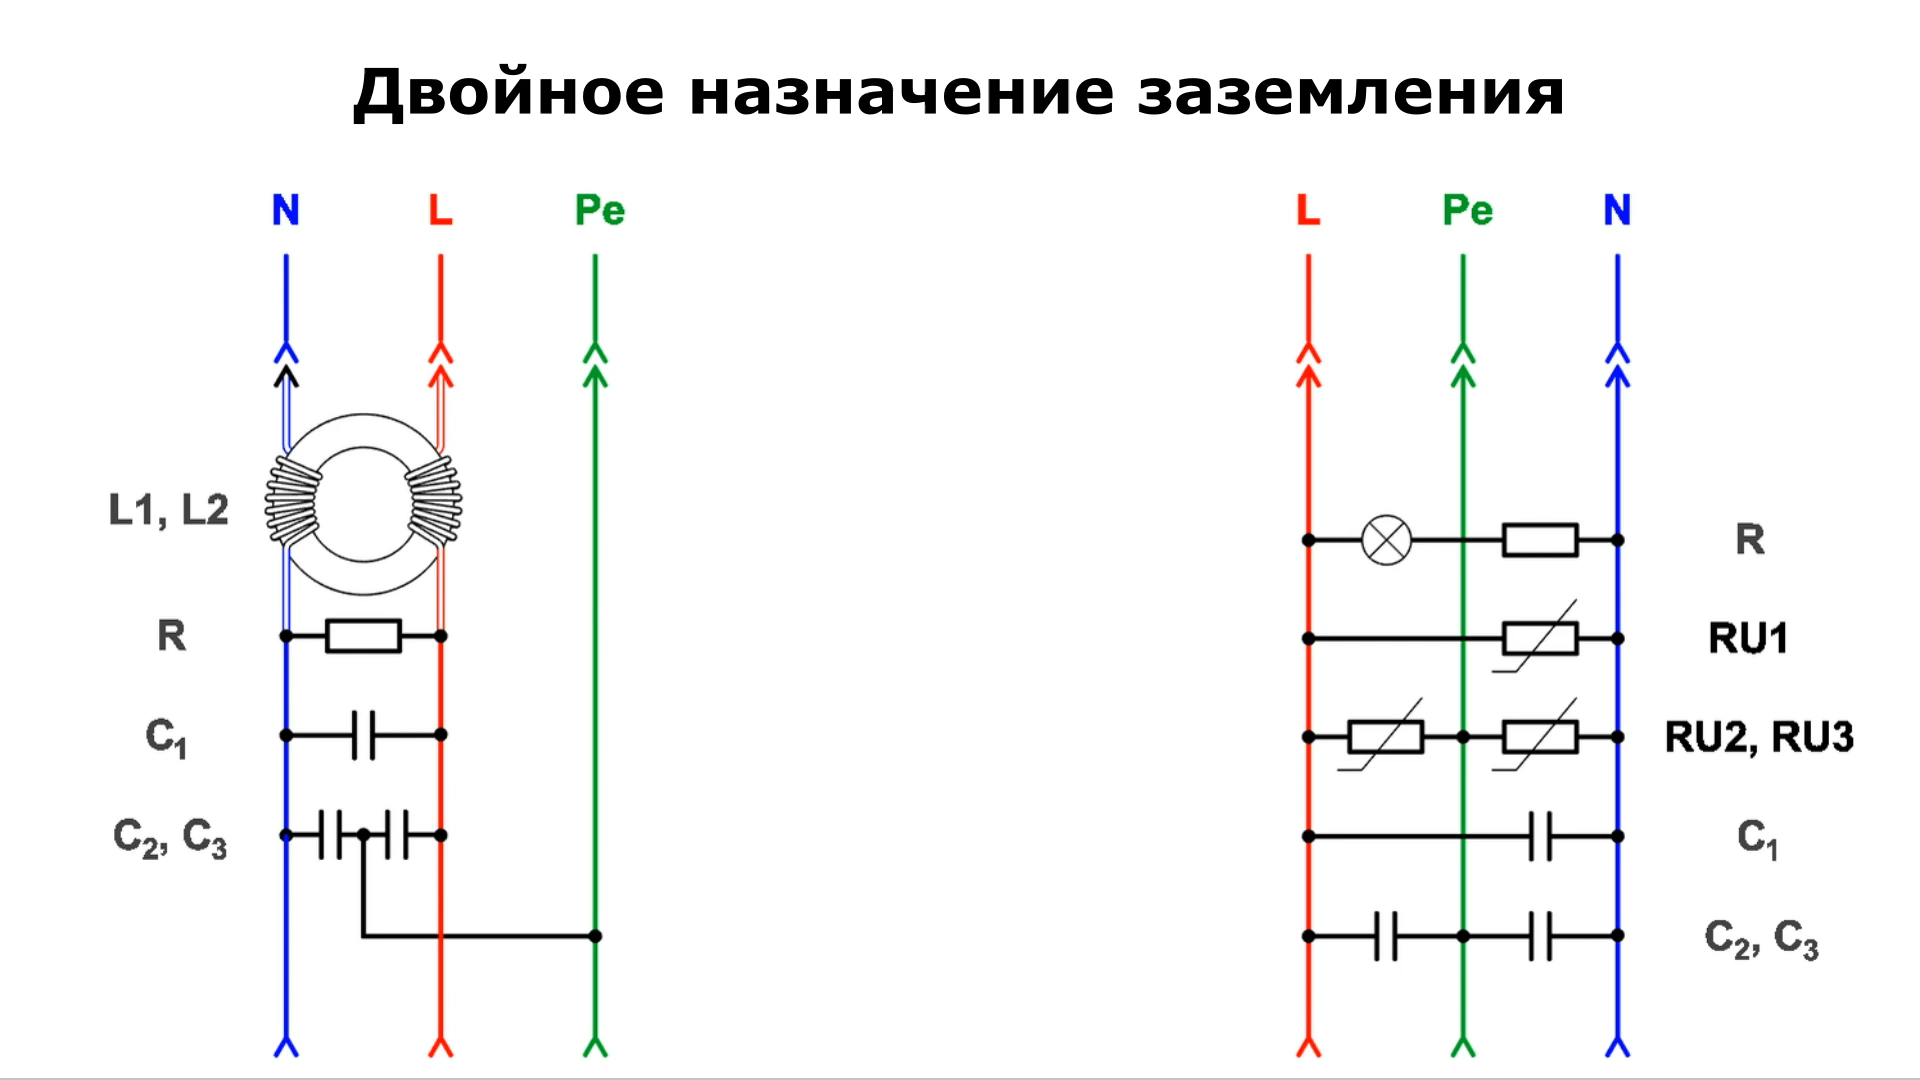 Двойное назначение заземления
N L Pe
L1, L2
R
C₁
C₂, C₃
L Pe N
R
RU1
RU2, RU3
C₁
C₂, C₃